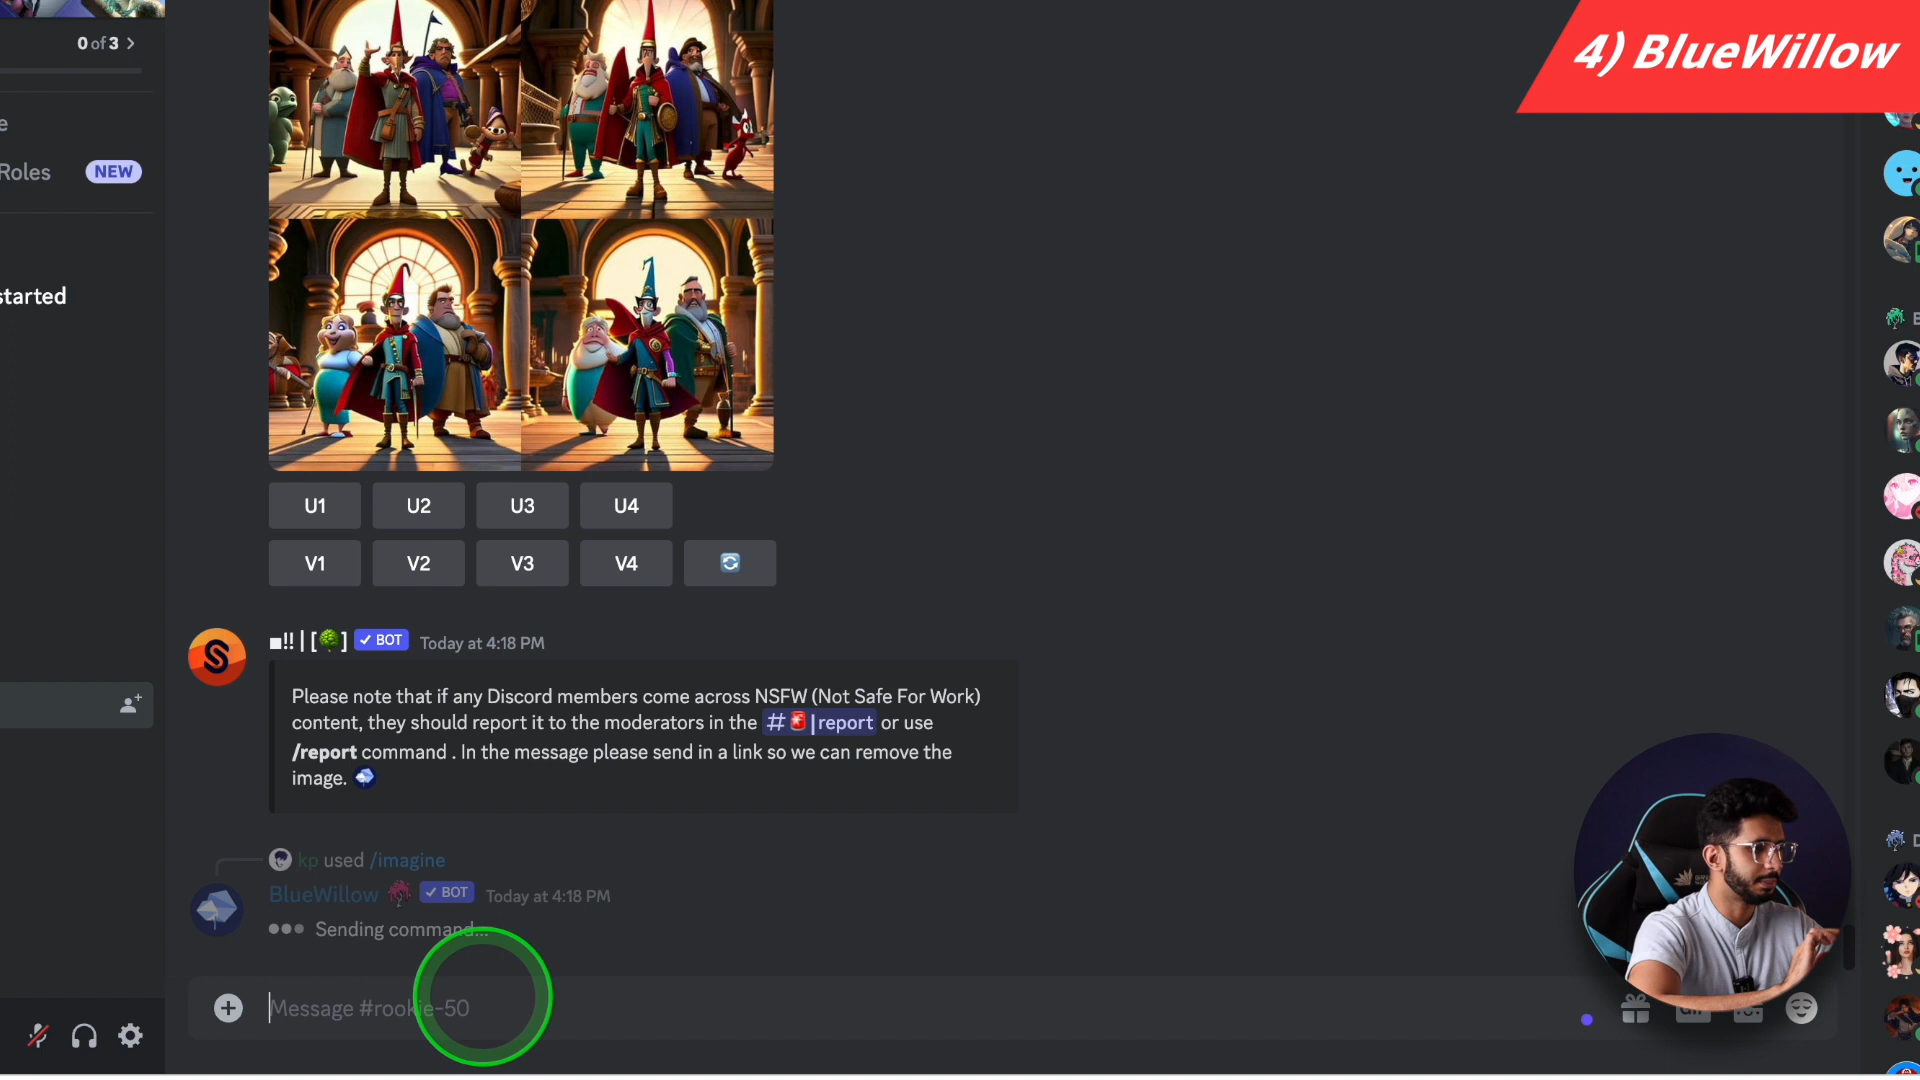 0 of 3 >
4) BlueWillow
e
Roles NEW
started
U1 U2 U3 U4
V1 V2 V3 V4
!! | [ ] ✓ BOT Today at 4:18 PM
Please note that if any Discord members come across NSFW (Not Safe For Work)
content, they should report it to the moderators in the # |report or use
/report command . In the message please send in a link so we can remove the
image.
kp used /imagine
BlueWillow ✓ BOT Today at 4:18 PM
Sending command...
Message #rookie-50